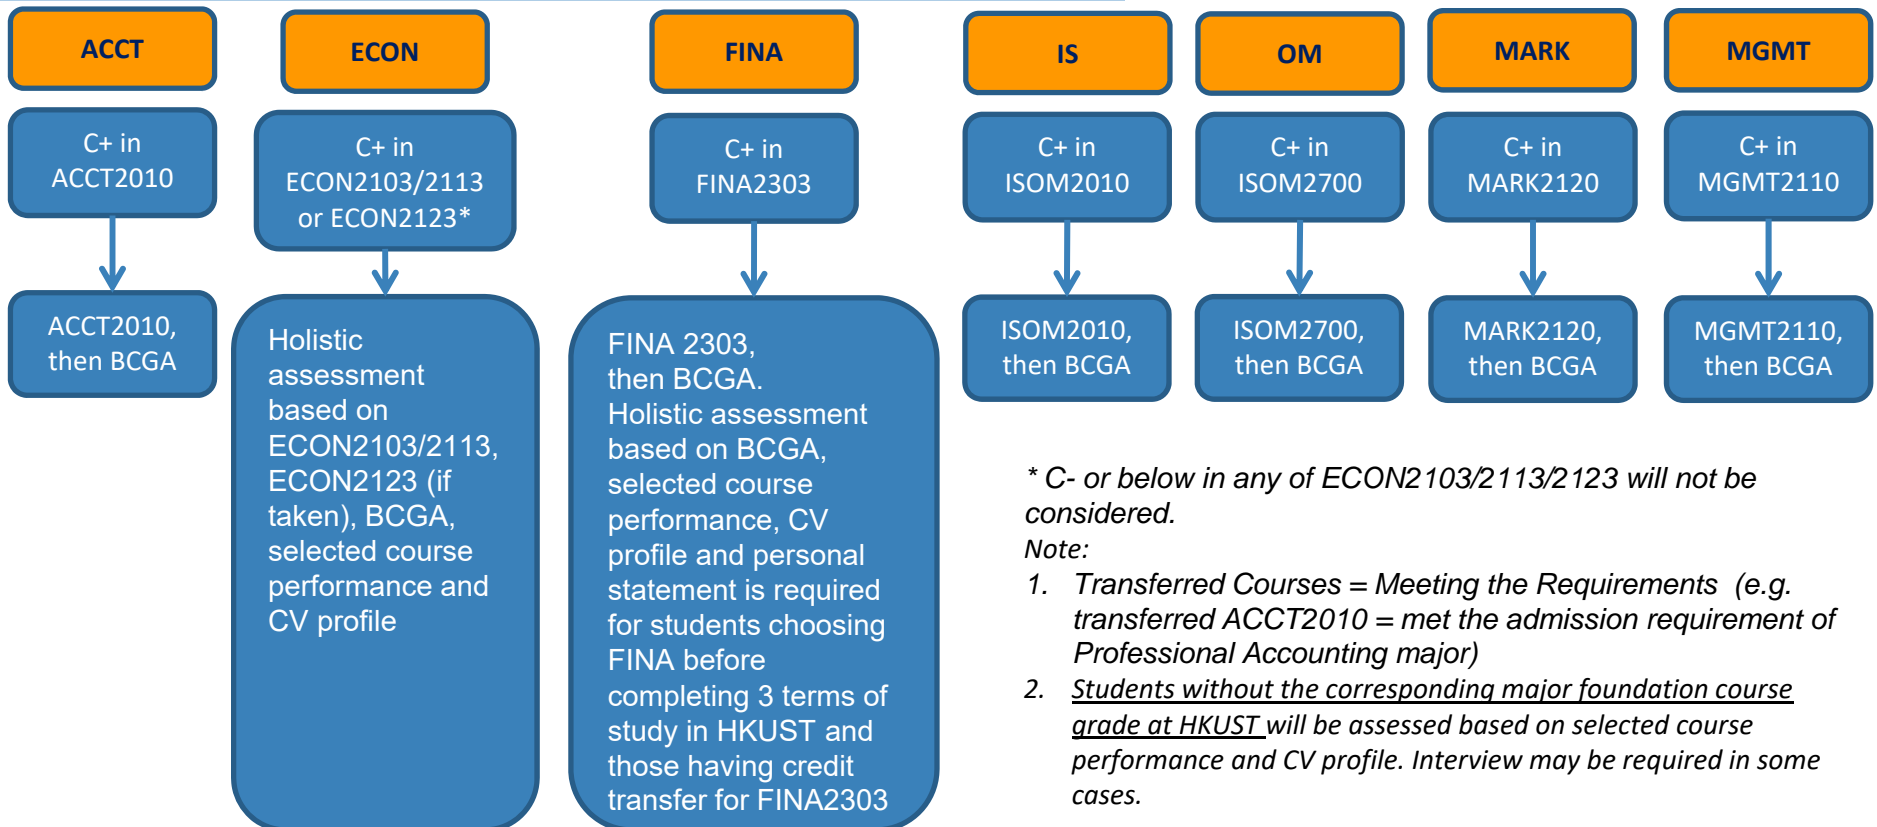 ACCT
ECON
FINA
IS
OM
MARK
MGMT
C+ in
ACCT2010
C+ in
ECON2103/2113
or ECON2123*
C+ in
FINA2303
C+ in
ISOM2010
C+ in
ISOM2700
C+ in
MARK2120
C+ in
MGMT2110
ACCT2010,
then BCGA
Holistic
assessment
based on
ECON2103/2113,
ECON2123 (if
taken), BCGA,
selected course
performance and
CV profile
FINA 2303,
then BCGA.
Holistic assessment
based on BCGA,
selected course
performance, CV
profile and personal
statement is required
for students choosing
FINA before
completing 3 terms of
study in HKUST and
those having credit
transfer for FINA2303
ISOM2010,
then BCGA
ISOM2700,
then BCGA
MARK2120,
then BCGA
MGMT2110,
then BCGA
* C- or below in any of ECON2103/2113/2123 will not be
considered.
Note:
1. Transferred Courses = Meeting the Requirements (e.g.
transferred ACCT2010 = met the admission requirement of
Professional Accounting major)
2. Students without the corresponding major foundation course
grade at HKUST will be assessed based on selected course
performance and CV profile. Interview may be required in some
cases.